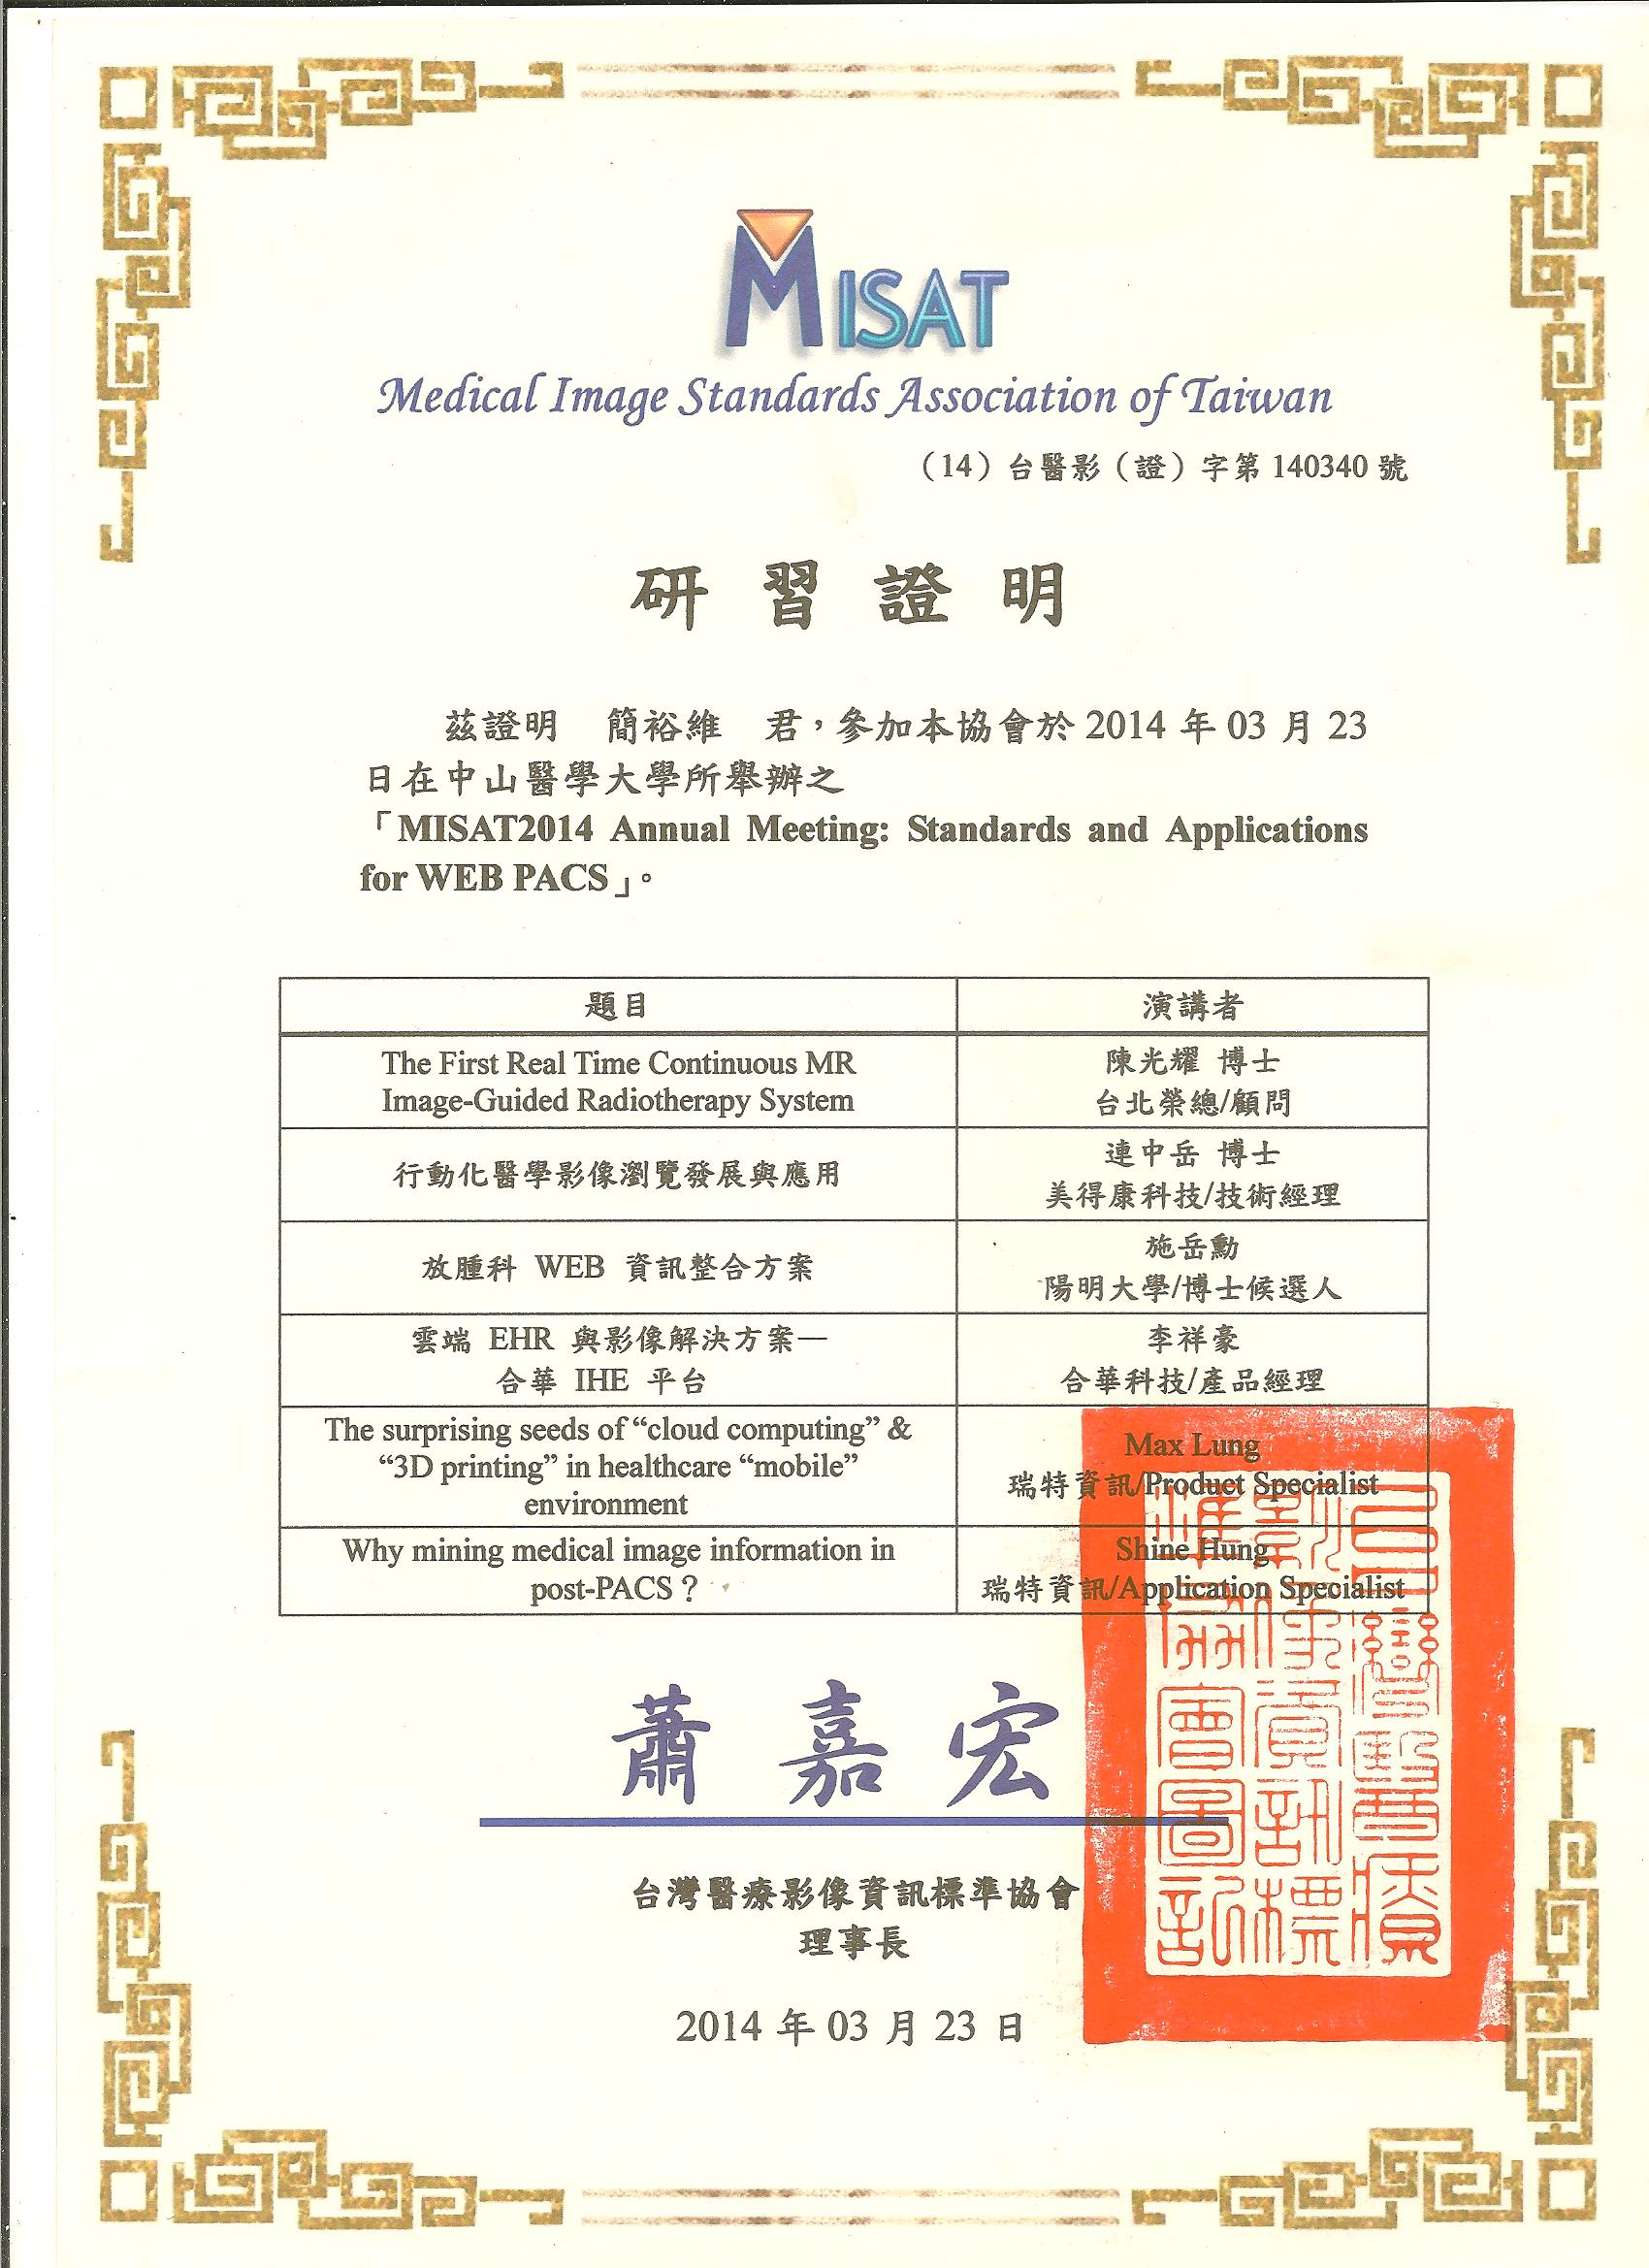 MISAT
Medical Image Standards Association of Taiwan
（14）台醫影（證）字第 140340 號
研習證明
茲證明 簡裕維 君，參加本協會於 2014 年 03 月 23
日在中山醫學大學所舉辦之
「MISAT2014 Annual Meeting: Standards and Applications
for WEB PACS」。
題目 演講者
The First Real Time Continuous MR
Image-Guided Radiotherapy System
陳光耀 博士
台北榮總/顧問
行動化醫學影像瀏覽發展與應用
連中岳 博士
美得康科技/技術經理
放腫科 WEB 資訊整合方案
施岳勳
陽明大學/博士候選人
雲端 EHR 與影像解決方案—
合華 IHE 平台
李祥豪
合華科技/產品經理
The surprising seeds of “cloud computing” &
“3D printing” in healthcare “mobile”
environment
Max Lung
瑞特資訊/Product Specialist
Why mining medical image information in
post-PACS？
Shine Hung
瑞特資訊/Application Specialist
蕭嘉宏
台灣醫療影像資訊標準協會
理事長
2014 年 03 月 23 日
台灣醫療
影像資訊標
準協會圖記